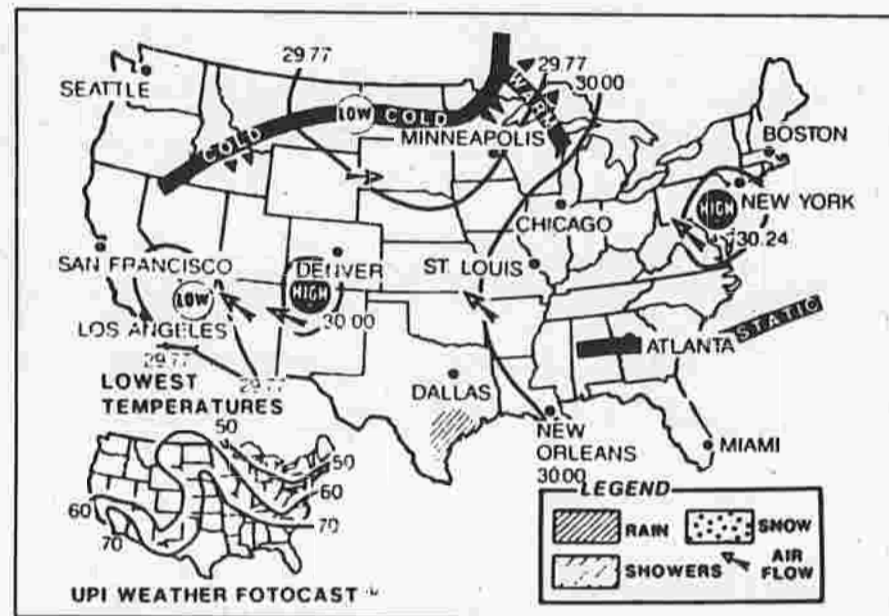 29.77
SEATTLE
COLD
LOW
COLD
WARM
29.77
30.00
MINNEAPOLIS
BOSTON
NEW YORK
HIGH
30.24
CHICAGO
SAN FRANCISCO
DENVER
ST. LOUIS
LOW
HIGH
30.00
LOS ANGELES
29.77
29.77
STATIC
ATLANTA
DALLAS
NEW
ORLEANS
30.00
MIAMI
LOWEST
TEMPERATURES
50
50
60
60
70
70
UPI WEATHER FOTOCAST
LEGEND
RAIN
SNOW
SHOWERS
AIR
FLOW